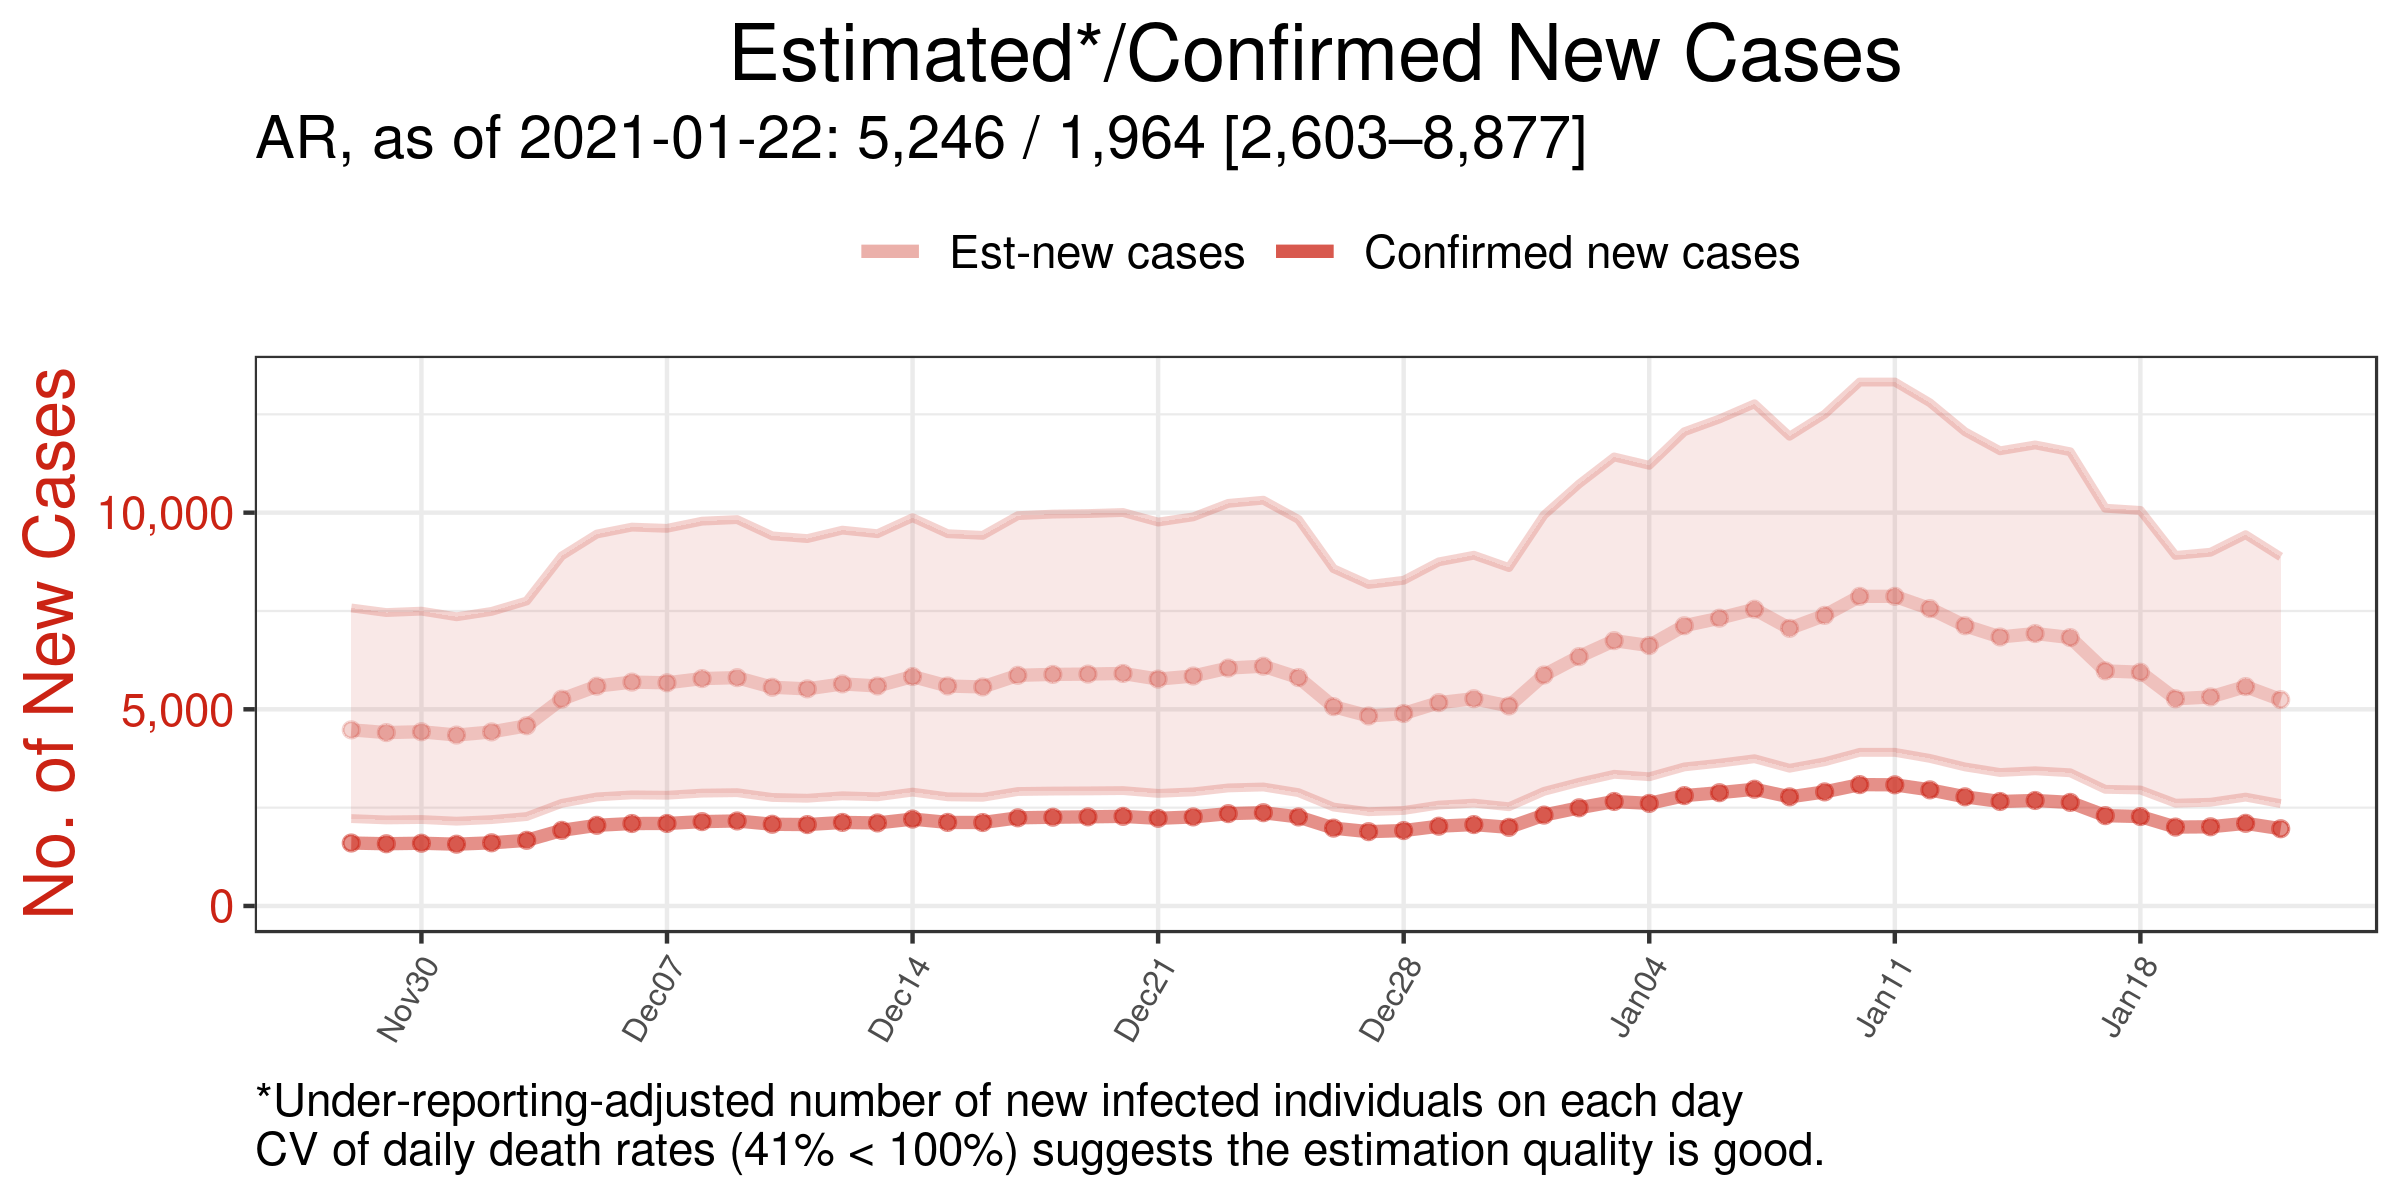 Estimated*/Confirmed New Cases
AR, as of 2021-01-22: 5,246 / 1,964 [2,603–8,877]
Est-new cases
Confirmed new cases
No. of New Cases
10,000
5,000
0
Nov30
Dec07
Dec14
Dec21
Dec28
Jan04
Jan11
Jan18
*Under-reporting-adjusted number of new infected individuals on each day
CV of daily death rates (41% < 100%) suggests the estimation quality is good.